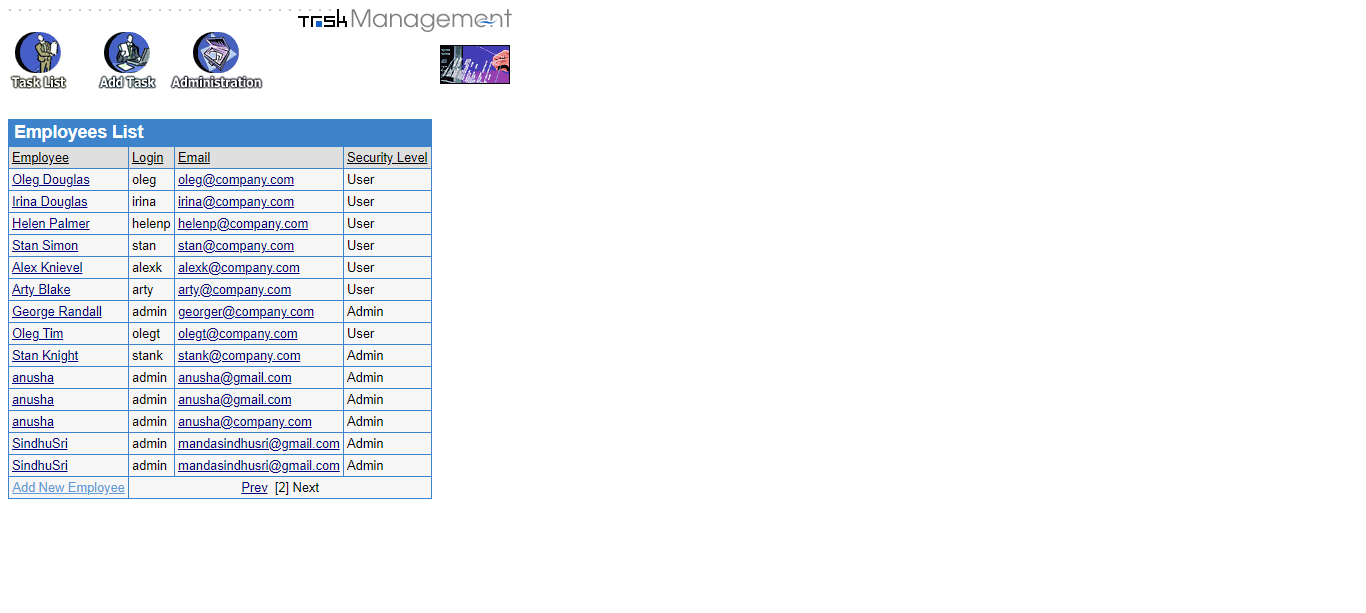 Task Management
Task List Add Task Administration
Employees List
Employee Login Email Security Level
Oleg Douglas oleg oleg@company.com User
Irina Douglas irina irina@company.com User
Helen Palmer helenp helenp@company.com User
Stan Simon stan stan@company.com User
Alex Knievel alexk alexk@company.com User
Arty Blake arty arty@company.com User
George Randall admin georger@company.com Admin
Oleg Tim olegt olegt@company.com User
Stan Knight stank stank@company.com Admin
anusha admin anusha@gmail.com Admin
anusha admin anusha@gmail.com Admin
anusha admin anusha@company.com Admin
SindhuSri admin mandasindhusri@gmail.com Admin
SindhuSri admin mandasindhusri@gmail.com Admin
Add New Employee Prev [2] Next